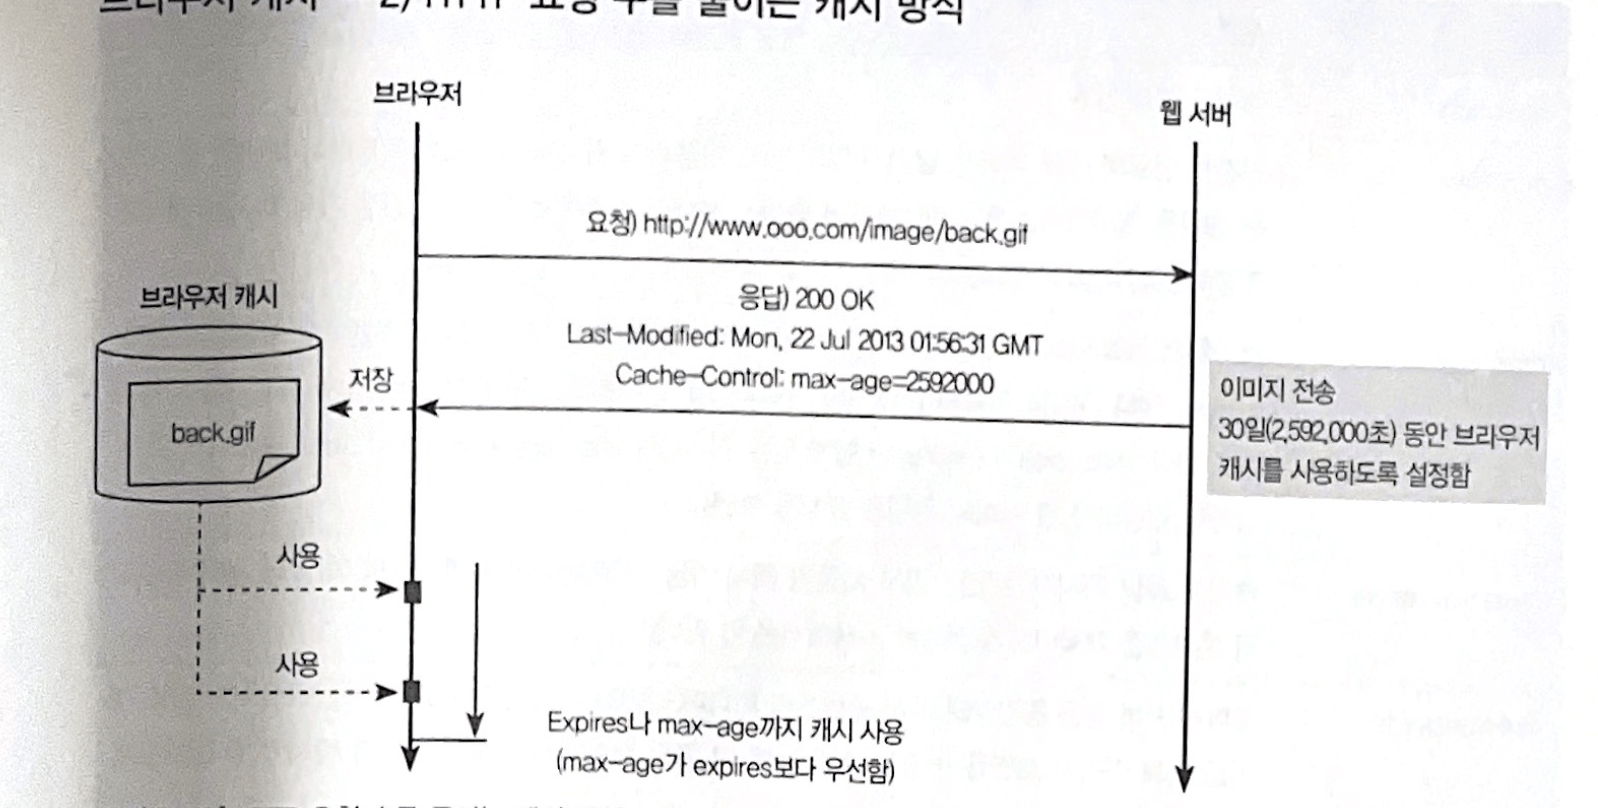 브라우저 캐시 2) HTTP 요청 수를 줄이는 캐시 방식
브라우저
웹 서버
요청) http://www.ooo.com/image/back.gif
응답) 200 OK
Last-Modified: Mon, 22 Jul 2013 01:56:31 GMT
Cache-Control: max-age=2592000
브라우저 캐시
저장
back.gif
이미지 전송
30일(2,592,000초) 동안 브라우저
캐시를 사용하도록 설정함
사용
사용
Expires나 max-age까지 캐시 사용
(max-age가 expires보다 우선함)